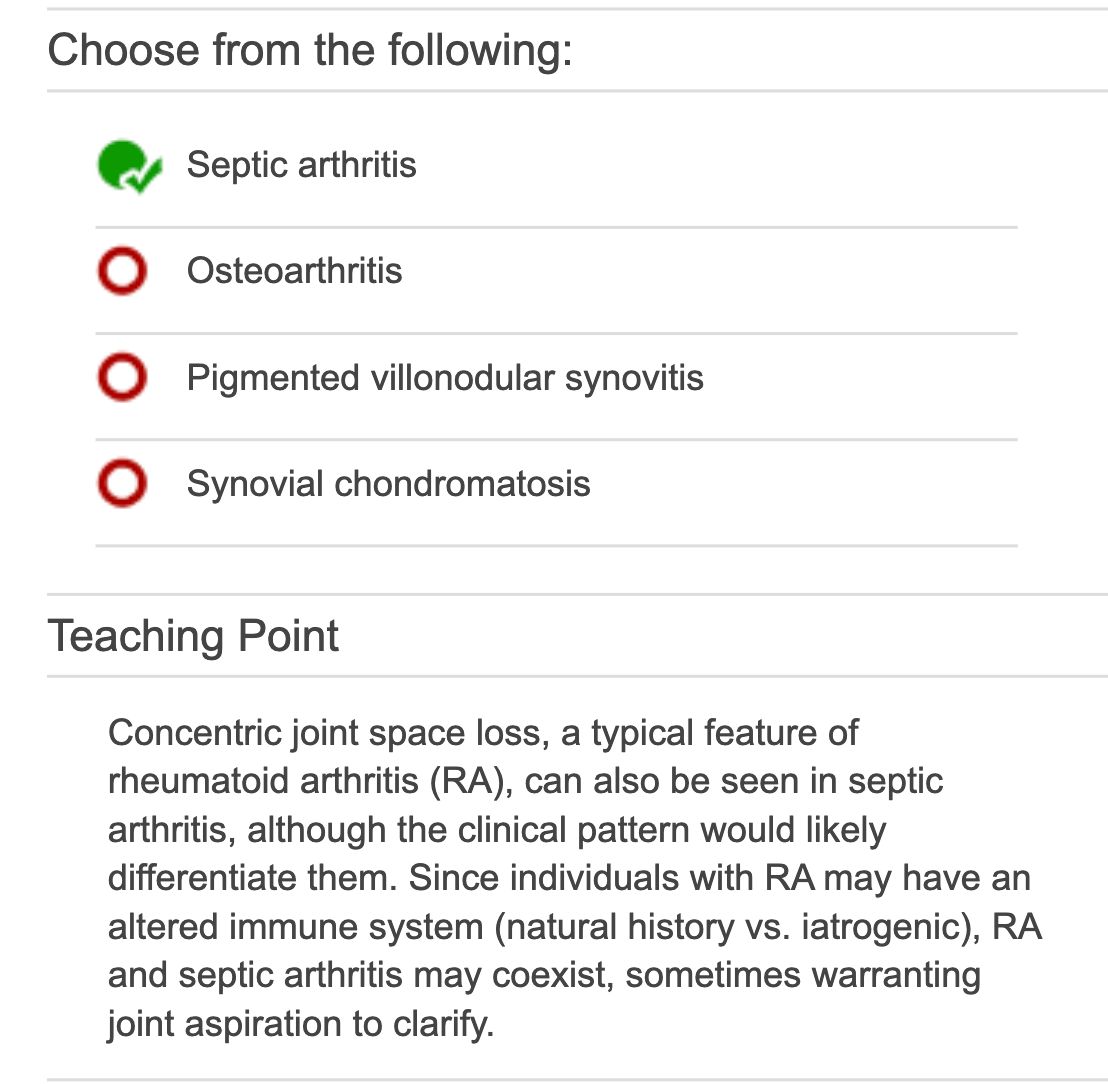 Choose from the following:
Septic arthritis
Osteoarthritis
Pigmented villonodular synovitis
Synovial chondromatosis
Teaching Point
Concentric joint space loss, a typical feature of
rheumatoid arthritis (RA), can also be seen in septic
arthritis, although the clinical pattern would likely
differentiate them. Since individuals with RA may have an
altered immune system (natural history vs. iatrogenic), RA
and septic arthritis may coexist, sometimes warranting
joint aspiration to clarify.